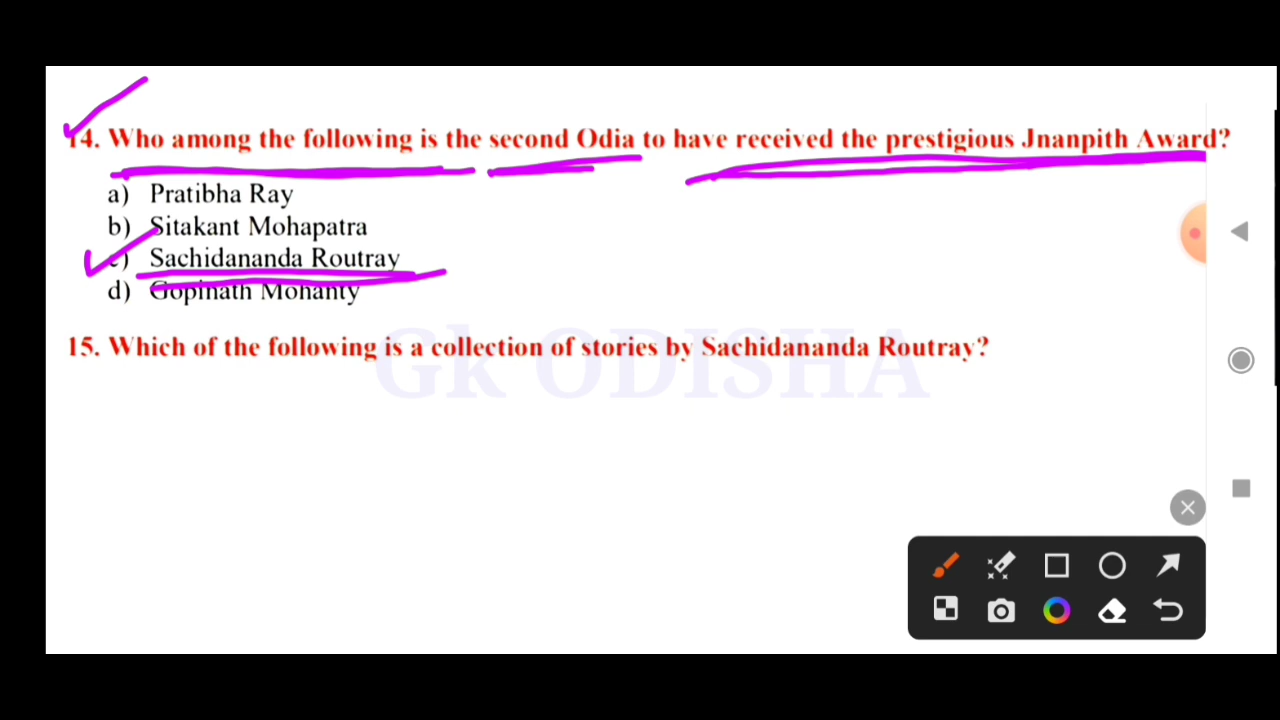 14. Who among the following is the second Odia to have received the prestigious Jnanpith Award?
a) Pratibha Ray
b) Sitakant Mohapatra
c) Sachidananda Routray
d) Gopinath Mohanty
15. Which of the following is a collection of stories by Sachidananda Routray?
Gk ODISHA